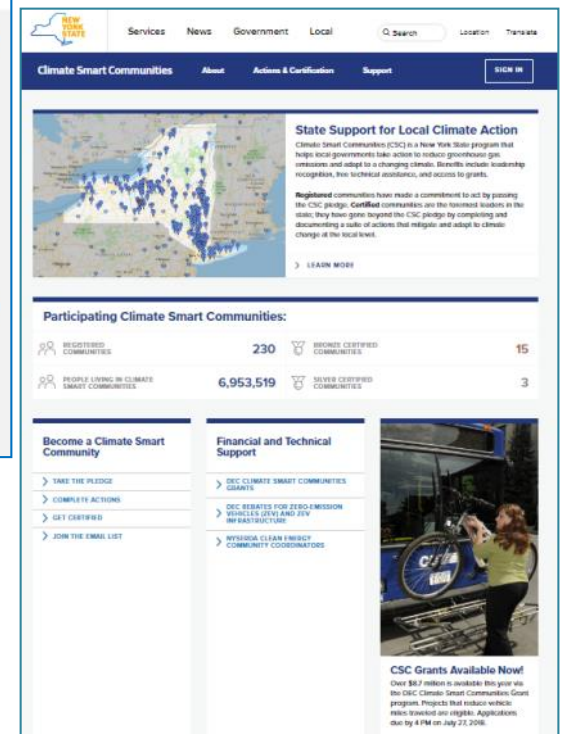 NEW
YORK
STATE
Services News Government Local
Search
Location Translate
Climate Smart Communities
About Actions & Certification Support
SIGN IN
State Support for Local Climate Action
Climate Smart Communities (CSC) is a New York State program that
helps local governments take action to reduce greenhouse gas
emissions and adapt to a changing climate. Benefits include leadership
recognition, free technical assistance, and access to grants.
Registered communities have made a commitment to act by passing
the CSC pledge. Certified communities are the foremost leaders in the
state; they have gone beyond the CSC pledge by completing and
documenting a suite of actions that mitigate and adapt to climate
change at the local level.
LEARN MORE
Participating Climate Smart Communities:
REGISTERED
COMMUNITIES
230
BRONZE CERTIFIED
COMMUNITIES
15
PEOPLE LIVING IN CLIMATE
SMART COMMUNITIES
6,953,519
SILVER CERTIFIED
COMMUNITIES
3
Become a Climate Smart
Community
TAKE THE PLEDGE
COMPLETE ACTIONS
GET CERTIFIED
JOIN THE EMAIL LIST
Financial and Technical
Support
DEC CLIMATE SMART COMMUNITIES
GRANTS
DEC REBATES FOR ZERO-EMISSION
VEHICLES (ZEV) AND ZEV
INFRASTRUCTURE
NYSERDA CLEAN ENERGY
COMMUNITY COORDINATORS
CSC Grants Available Now!
Over $8.7 million is available this year via
the DEC Climate Smart Communities Grant
program. Projects that reduce vehicle
miles traveled are eligible. Applications
due by 4 PM on July 27, 2018.